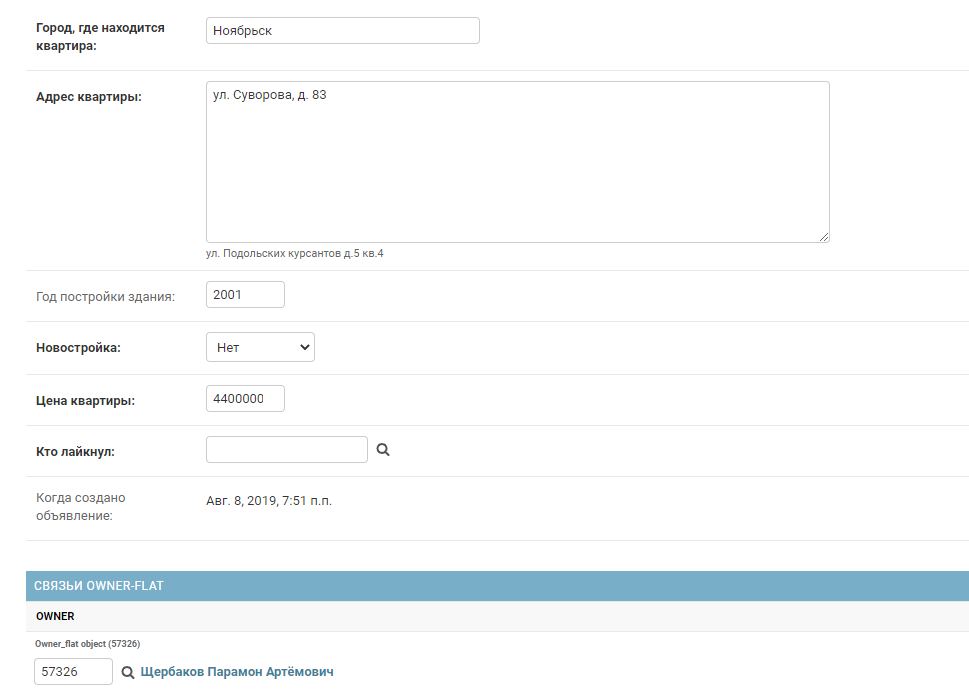 Город, где находится
квартира:
Ноябрьск
Адрес квартиры:
ул. Суворова, д. 83
ул. Подольских курсантов д.5 кв.4
Год постройки здания:
2001
Новостройка:
Нет
Цена квартиры:
4400000
Кто лайкнул:
Когда создано
объявление:
Авг. 8, 2019, 7:51 п.п.
СВЯЗЬИ OWNER-FLAT
OWNER
Owner_flat object (57326)
57326
Щербаков Парамон Артёмович